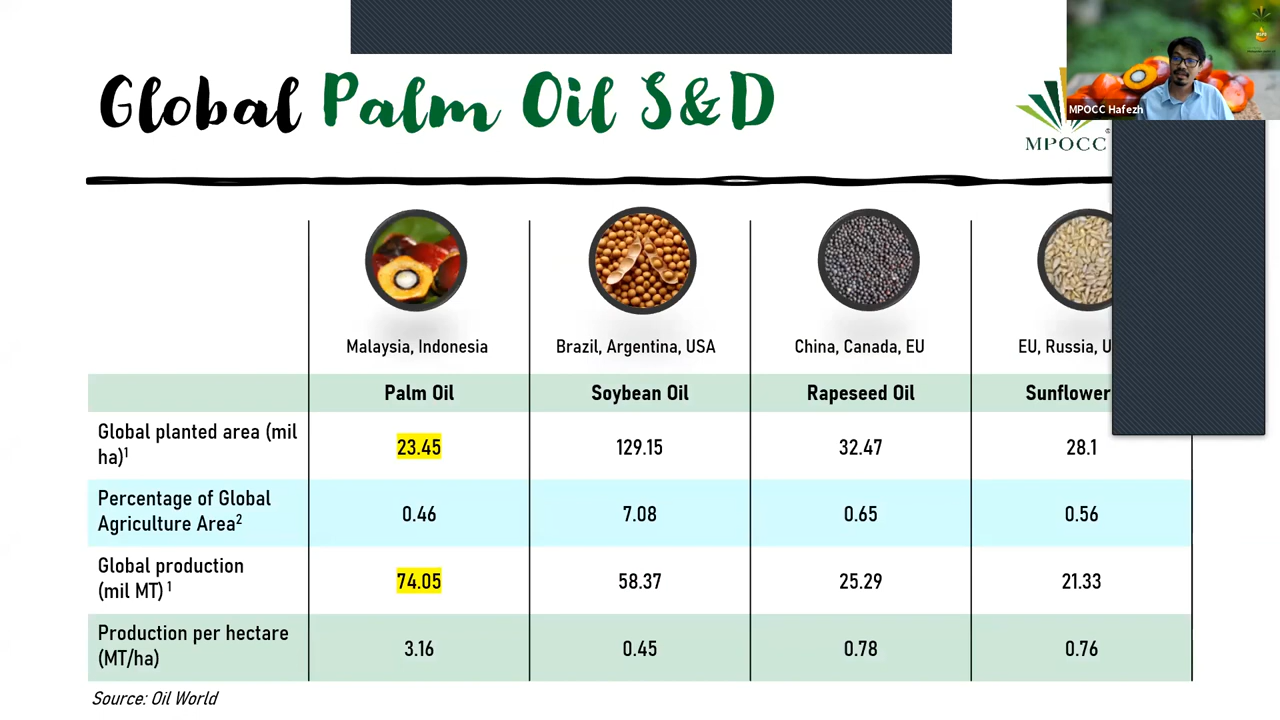 Global Palm Oil S&D
MPOCC Hafezh
MPOCC
Malaysia, Indonesia
Brazil, Argentina, USA
China, Canada, EU
EU, Russia,
Palm Oil
Soybean Oil
Rapeseed Oil
Sunflower
Global planted area (mil
ha)¹
23.45
129.15
32.47
28.1
Percentage of Global
Agriculture Area²
0.46
7.08
0.65
0.56
Global production
(mil MT) ¹
74.05
58.37
25.29
21.33
Production per hectare
(MT/ha)
3.16
0.45
0.78
0.76
Source: Oil World